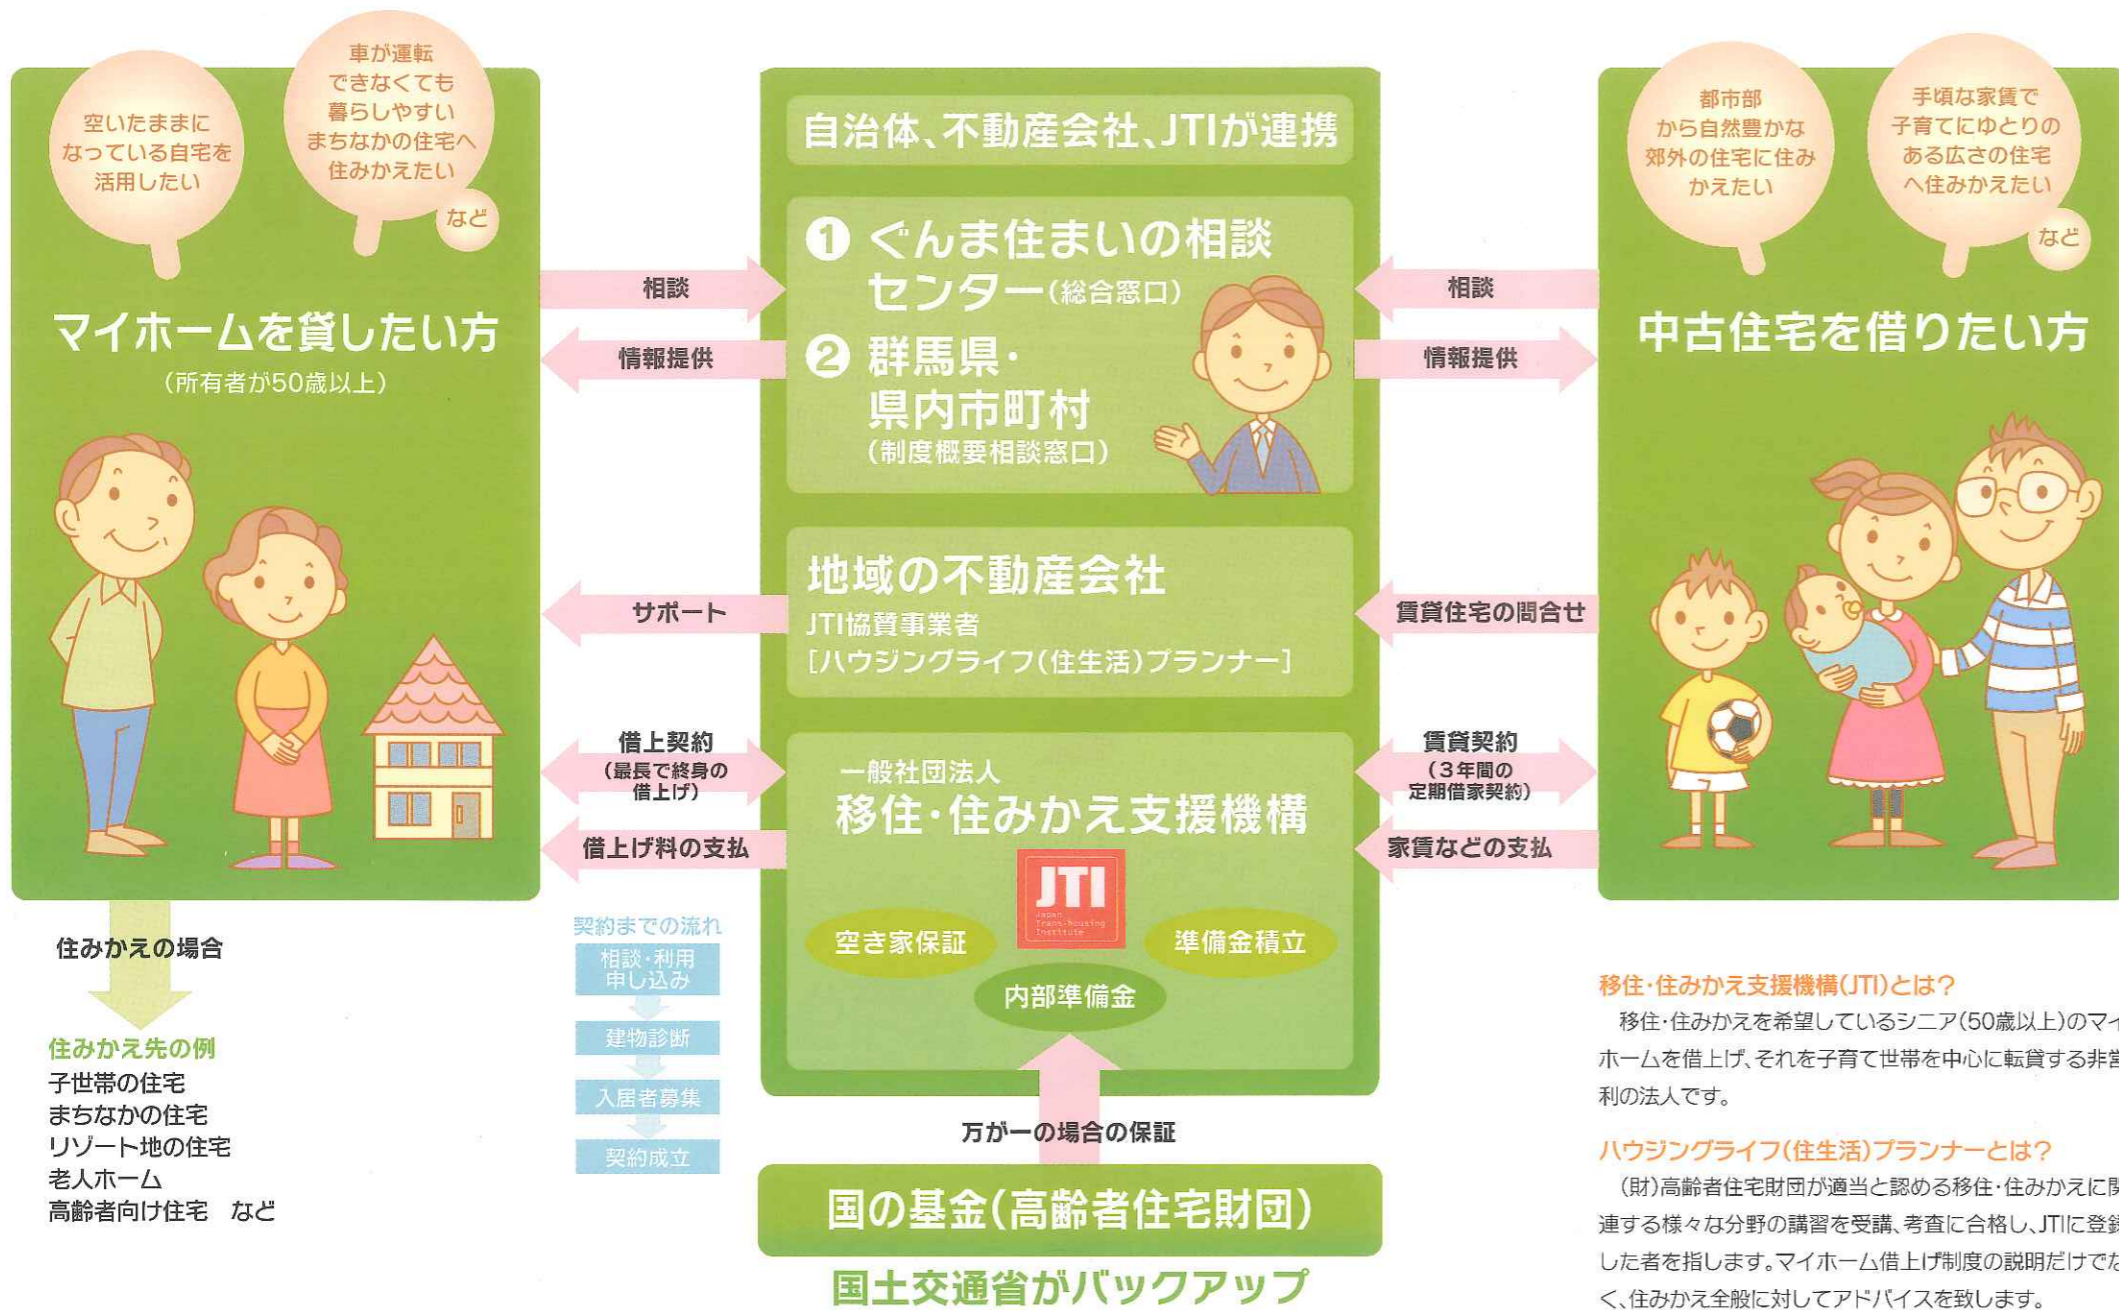 空いたままに
なっている自宅を
活用したい
車が運転
できなくても
暮らしやすい
まちなかの住宅へ
住みかえたい
など
マイホームを貸したい方
(所有者が50歳以上)
相談
情報提供
サポート
借上契約
(最長で終身の
借上げ)
借上げ料の支払
自治体、不動産会社、JTIが連携
❶ ぐんま住まいの相談
センター(総合窓口)
❷ 群馬県・
県内市町村
(制度概要相談窓口)
地域の不動産会社
JTI協賛事業者
[ハウジングライフ(住生活)プランナー]
一般社団法人
移住・住みかえ支援機構
JTI
Japan
Trans-housing
Institute
空き家保証
準備金積立
内部準備金
万が一の場合の保証
国の基金(高齢者住宅財団)
国土交通省がバックアップ
相談
情報提供
賃貸住宅の問合せ
賃貸契約
(3年間の
定期借家契約)
家賃などの支払
都市部
から自然豊かな
郊外の住宅に住み
かえたい
手頃な家賃で
子育てにゆとりの
ある広さの住宅
へ住みかえたい
など
中古住宅を借りたい方
住みかえの場合
住みかえ先の例
子世帯の住宅
まちなかの住宅
リゾート地の住宅
老人ホーム
高齢者向け住宅 など
契約までの流れ
相談・利用
申し込み
建物診断
入居者募集
契約成立
移住・住みかえ支援機構(JTI)とは?
移住・住みかえを希望しているシニア(50歳以上)のマイ
ホームを借上げ、それを子育て世帯を中心に転貸する非営
利の法人です。
ハウジングライフ(住生活)プランナーとは?
(財)高齢者住宅財団が適当と認める移住・住みかえに関
連する様々な分野の講習を受講、考査に合格し、JTIに登録
した者を指します。マイホーム借上げ制度の説明だけでな
く、住みかえ全般に対してアドバイスを致します。